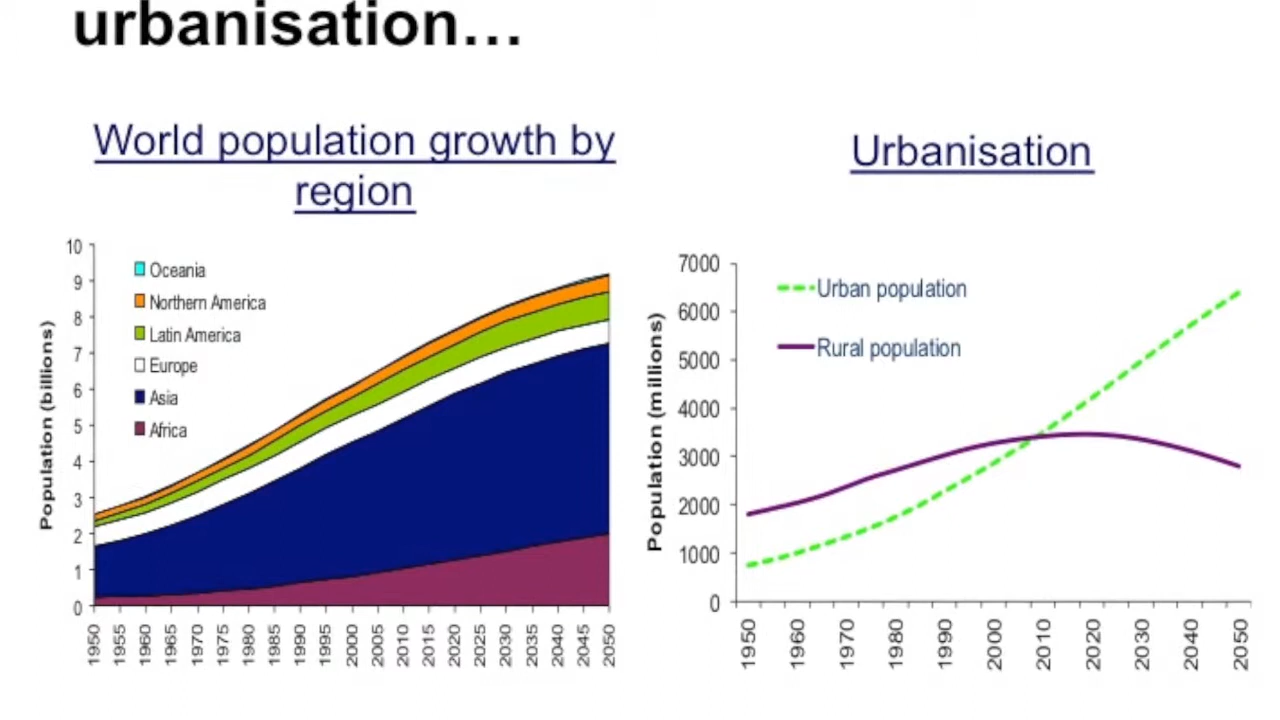 urbanisation...
World population growth by
region
Population (billions)
10
9
8
7
6
5
4
3
2
1
0
Oceania
Northern America
Latin America
Europe
Asia
Africa
1950 1955 1960 1965 1970 1975 1980 1985 1990 1995 2000 2005 2010 2015 2020 2025 2030 2035 2040 2045 2050
Urbanisation
Population (millions)
7000
6000
5000
4000
3000
2000
1000
0
Urban population
Rural population
1950 1960 1970 1980 1990 2000 2010 2020 2030 2040 2050